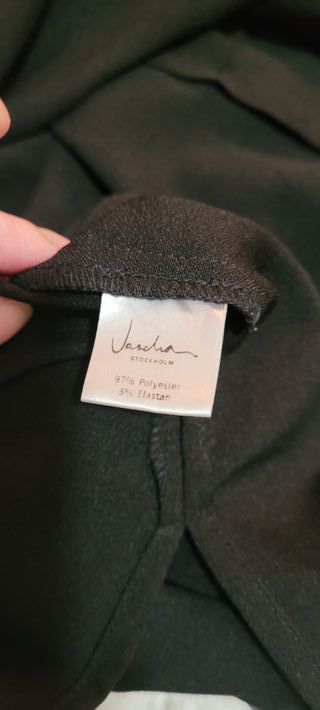 Jascha
STOCKHOLM
97% Polyester
3% Elastan